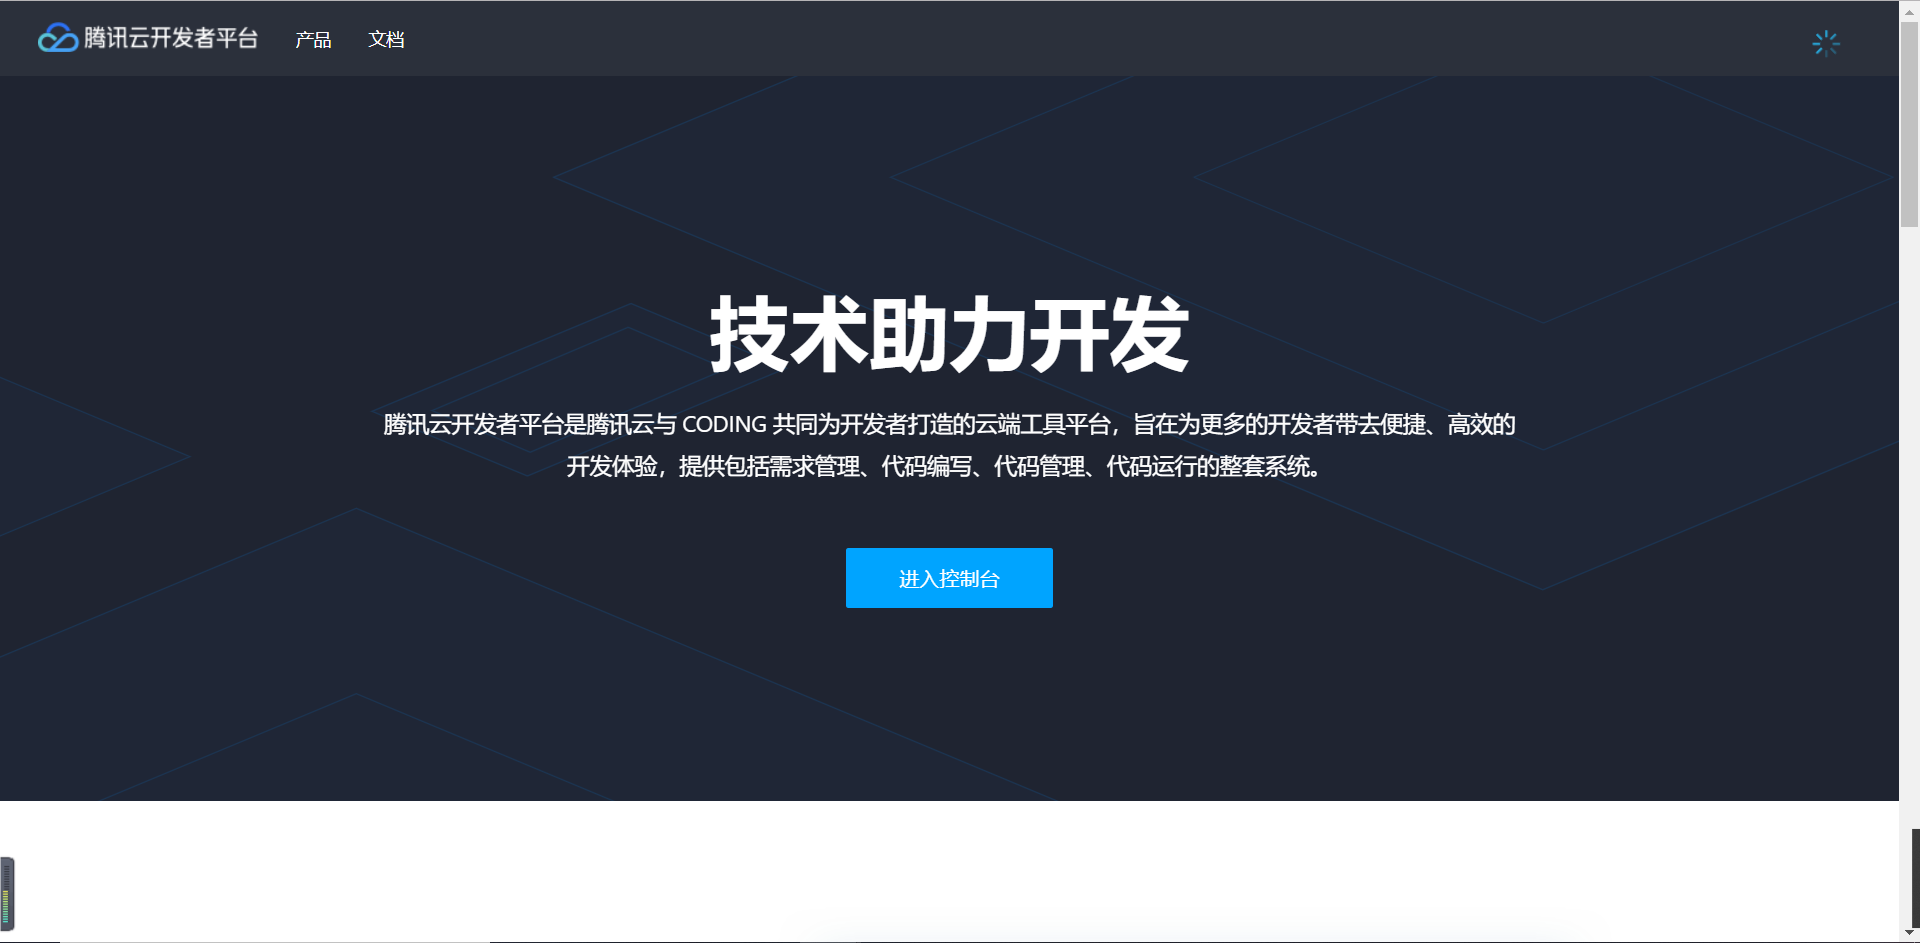 腾讯云开发者平台
产品
文档
技术助力开发
腾讯云开发者平台是腾讯云与 CODING 共同为开发者打造的云端工具平台，旨在为更多的开发者带去便捷、高效的
开发体验，提供包括需求管理、代码编写、代码管理、代码运行的整套系统。
进入控制台